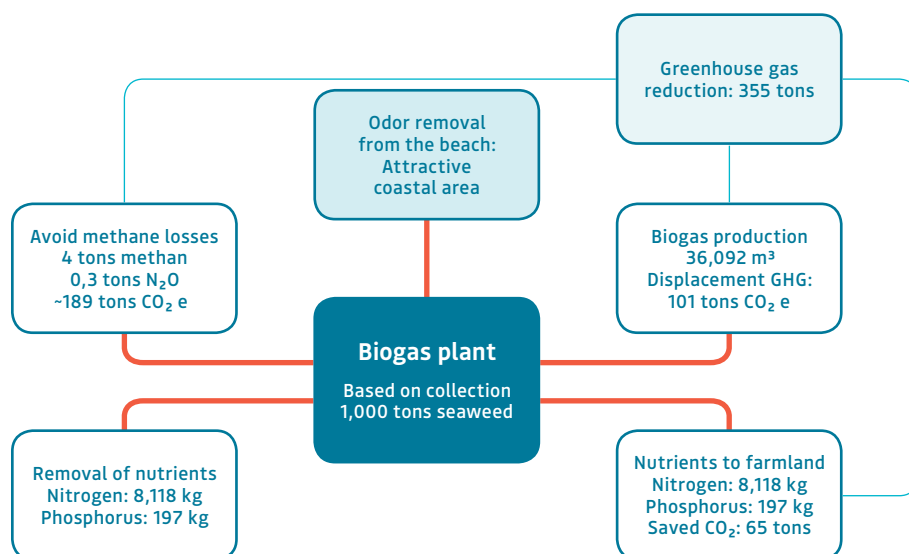 Greenhouse gas
reduction: 355 tons
Odor removal
from the beach:
Attractive
coastal area
Avoid methane losses
4 tons methan
0,3 tons N₂O
~189 tons CO₂ e
Biogas production
36,092 m³
Displacement GHG:
101 tons CO₂ e
Biogas plant
Based on collection
1,000 tons seaweed
Removal of nutrients
Nitrogen: 8,118 kg
Phosphorus: 197 kg
Nutrients to farmland
Nitrogen: 8,118 kg
Phosphorus: 197 kg
Saved CO₂: 65 tons